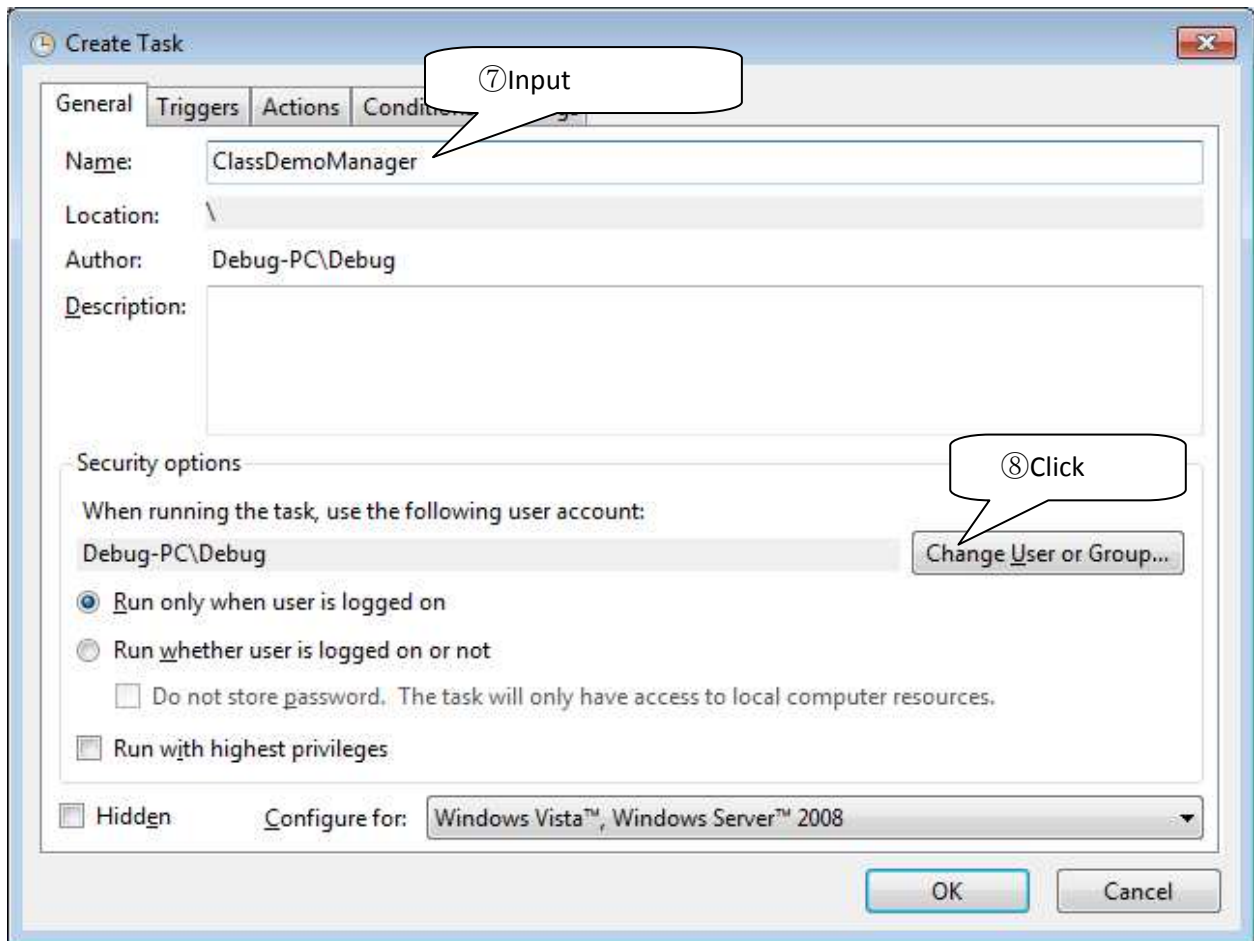 Create Task
⑦Input
General
Triggers
Actions
Name:
ClassDemoManager
Location:
\
Author:
Debug-PC\Debug
Description:
Security options
⑧Click
When running the task, use the following user account:
Debug-PC\Debug
Change User or Group...
Run only when user is logged on
Run whether user is logged on or not
Do not store password. The task will only have access to local computer resources.
Run with highest privileges
Hidden
Configure for:
Windows Vista™, Windows Server™ 2008
OK
Cancel